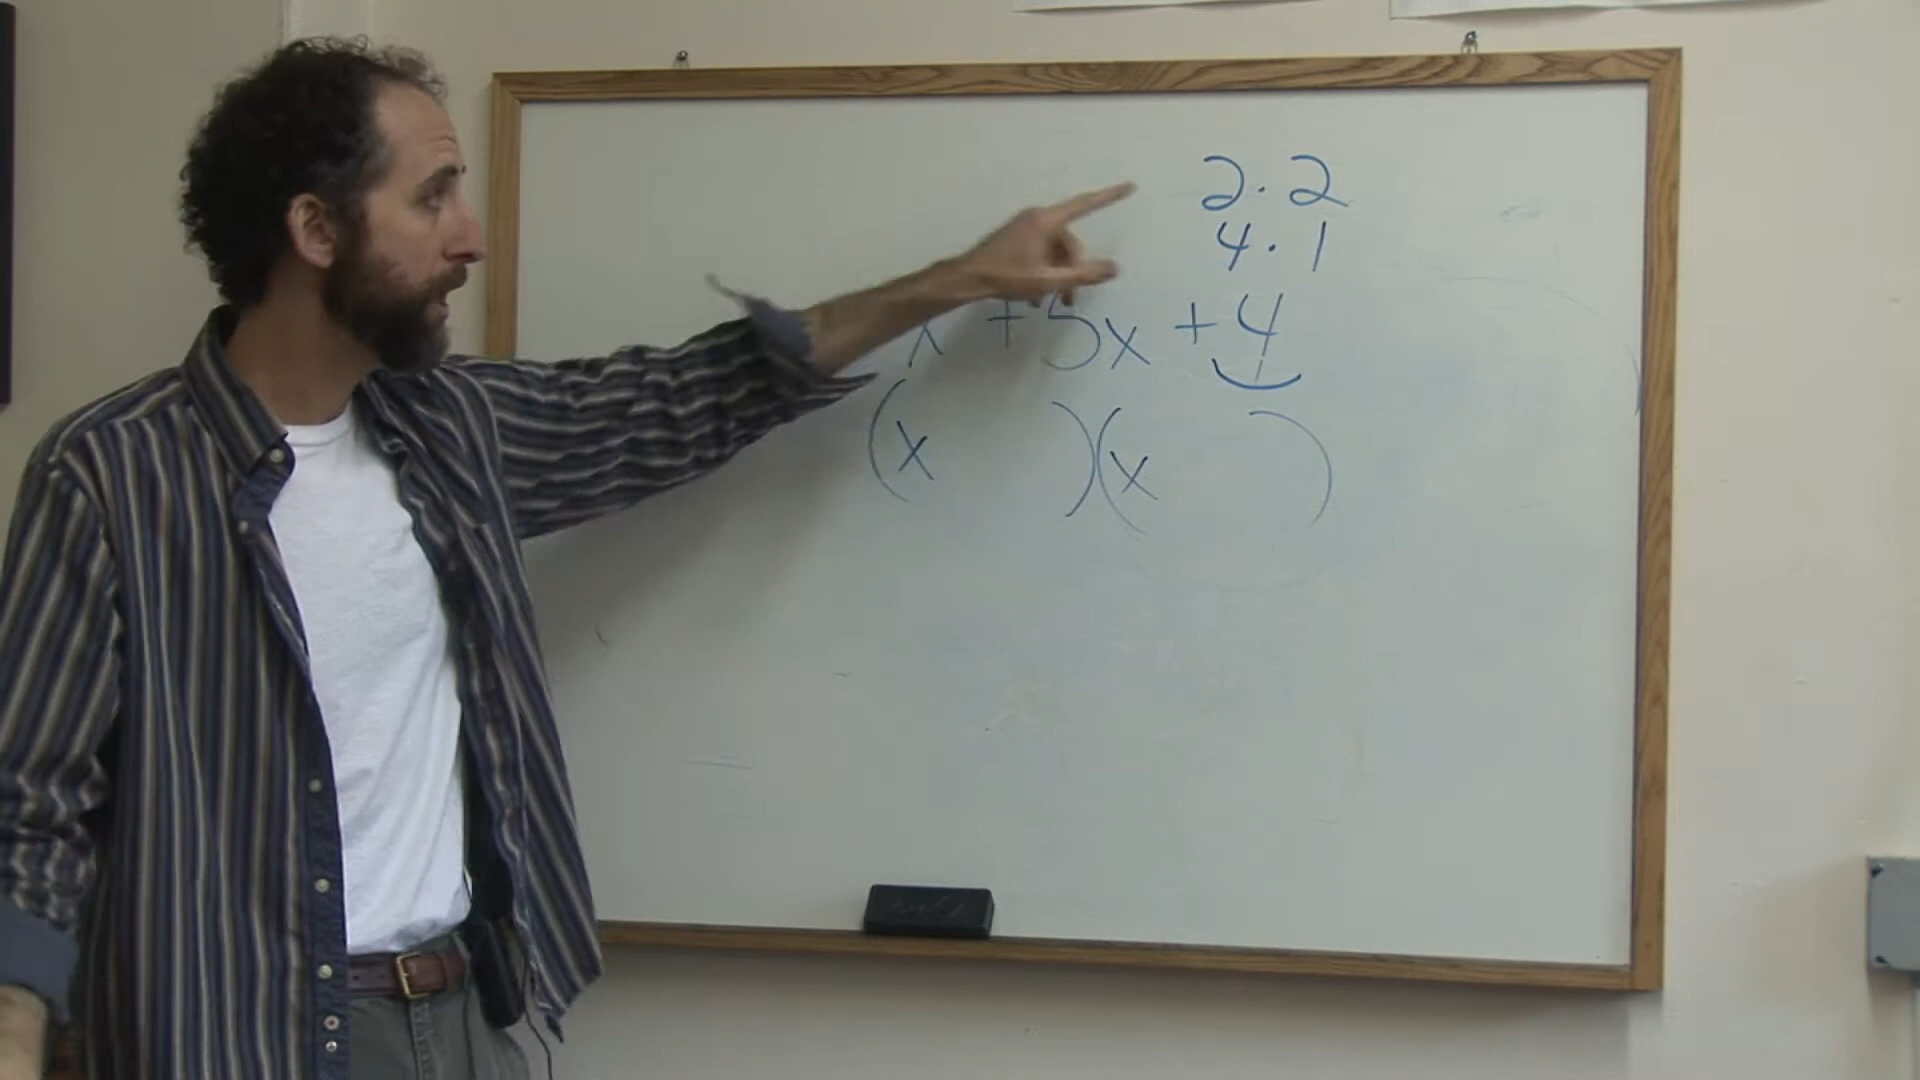 2 · 2
4 · 1
x + 5x + 4
(x )(x )